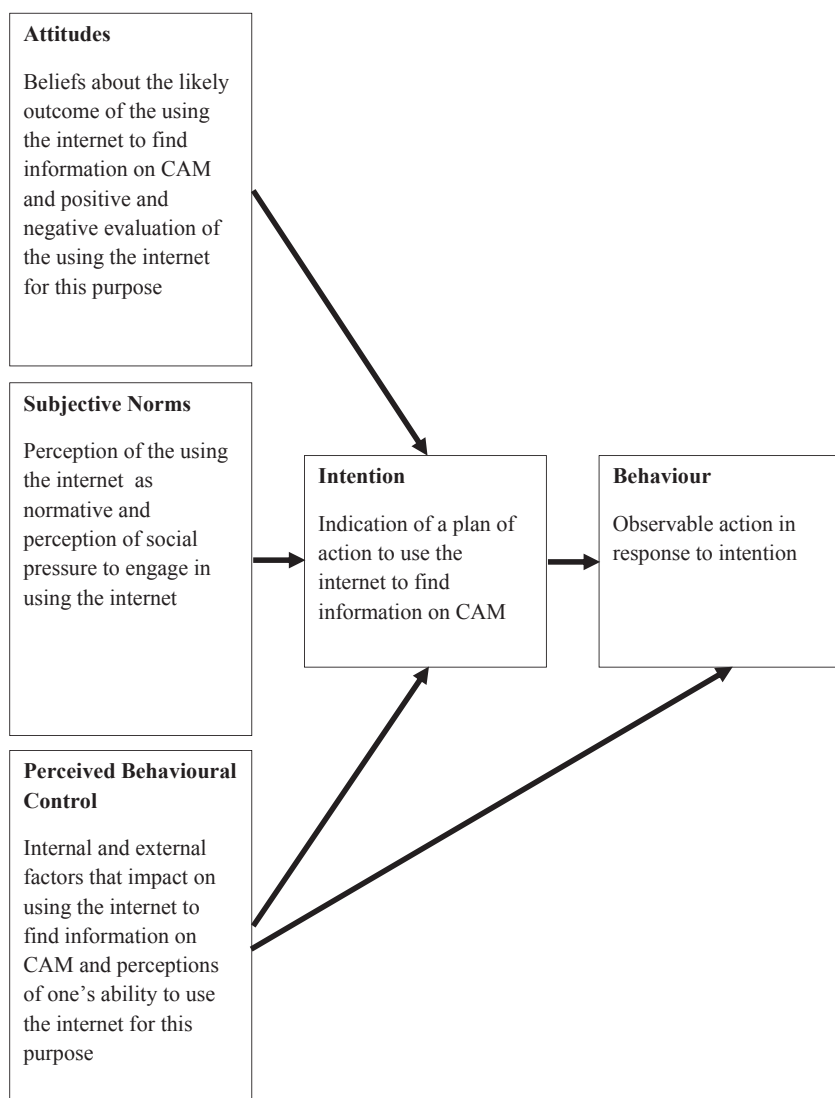 Attitudes
Beliefs about the likely
outcome of the using
the internet to find
information on CAM
and positive and
negative evaluation of
the using the internet
for this purpose
Subjective Norms
Perception of the using
the internet as
normative and
perception of social
pressure to engage in
using the internet
Intention
Indication of a plan of
action to use the
internet to find
information on CAM
Behaviour
Observable action in
response to intention
Perceived Behavioural
Control
Internal and external
factors that impact on
using the internet to
find information on
CAM and perceptions
of one’s ability to use
the internet for this
purpose